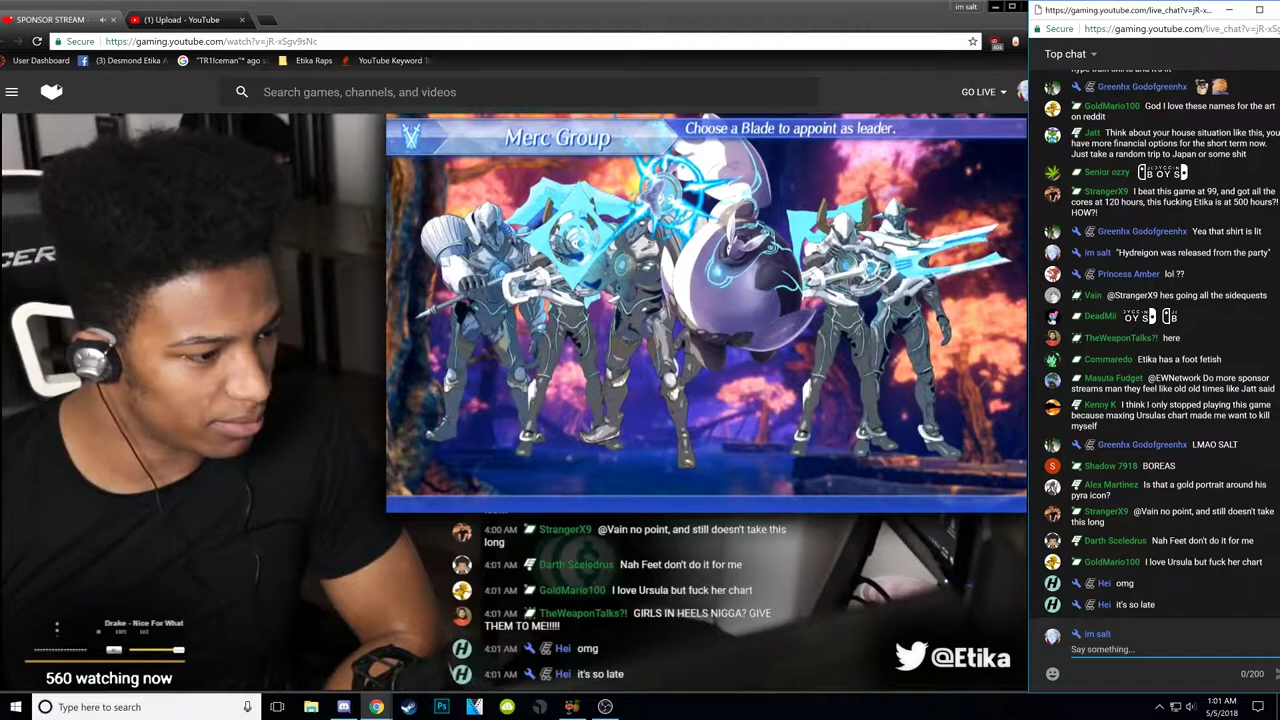 SPONSOR STREAM
(1) Upload - YouTube
im salt
https://gaming.youtube.com/live_chat?v=jR-x...
Secure https://gaming.youtube.com/watch?v=jR-xSgv9sNc
Secure https://gaming.youtube.com/live_chat?v=jR-xSg
User Dashboard
(3) Desmond Etika A
"TR1Iceman"* ago s
Etika Raps
YouTube Keyword To
Search games, channels, and videos
GO LIVE
Top chat
Merc Group
Choose a Blade to appoint as leader.
Greenhx Godofgreenhx
GoldMario100 God I love these names for the art
on reddit
Jatt Think about your house situation like this, you
have more financial options for the short term now.
Just take a random trip to Japan or some shit
Senior ozzy
StrangerX9 I beat this game at 99, and got all the
cores at 120 hours, this fucking Etika is at 500 hours?!
HOW?!
Greenhx Godofgreenhx Yea that shirt is lit
im salt "Hydreigon was released from the party"
Princess Amber lol ??
Vain @StrangerX9 hes going all the sidequests
DeadMii
TheWeaponTalks?! here
Commaredo Etika has a foot fetish
Masuta Fudget @EWNetwork Do more sponsor
streams man they feel like old old times like Jatt said
Kenny K I think I only stopped playing this game
because maxing Ursulas chart made me want to kill
myself
Greenhx Godofgreenhx LMAO SALT
Shadow 7918 BOREAS
Alex Martinez Is that a gold portrait around his
pyra icon?
StrangerX9 @Vain no point, and still doesn't take
this long
Darth Sceledrus Nah Feet don't do it for me
GoldMario100 I love Ursula but fuck her chart
Hei omg
Hei it's so late
im salt
Say something...
0/200
4:00 AM StrangerX9 @Vain no point, and still doesn't take this
long
4:01 AM Darth Sceledrus Nah Feet don't do it for me
4:01 AM GoldMario100 I love Ursula but fuck her chart
4:01 AM TheWeaponTalks?! GIRLS IN HEELS NIGGA? GIVE
THEM TO ME!!!!!
4:01 AM Hei omg
4:01 AM Hei it's so late
Drake - Nice For What
560 watching now
@Etika
Type here to search
1:01 AM
5/5/2018